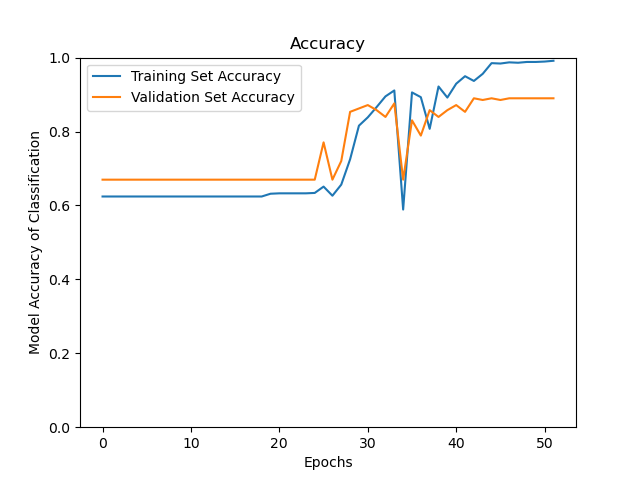 Accuracy
Training Set Accuracy
Validation Set Accuracy
Model Accuracy of Classification
1.0
0.8
0.6
0.4
0.2
0.0
0 10 20 30 40 50
Epochs